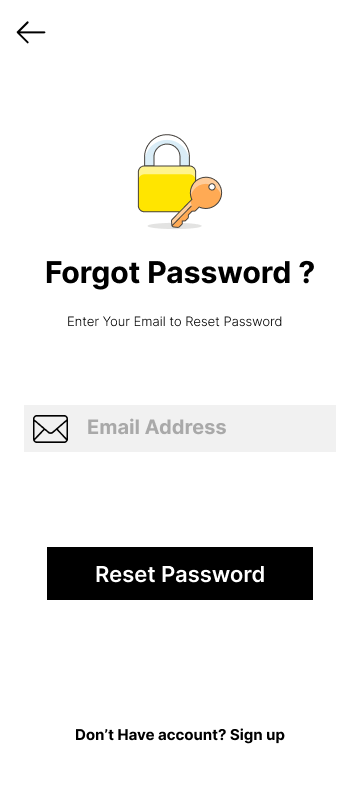 Forgot Password ?
Enter Your Email to Reset Password
Email Address
Reset Password
Don’t Have account? Sign up